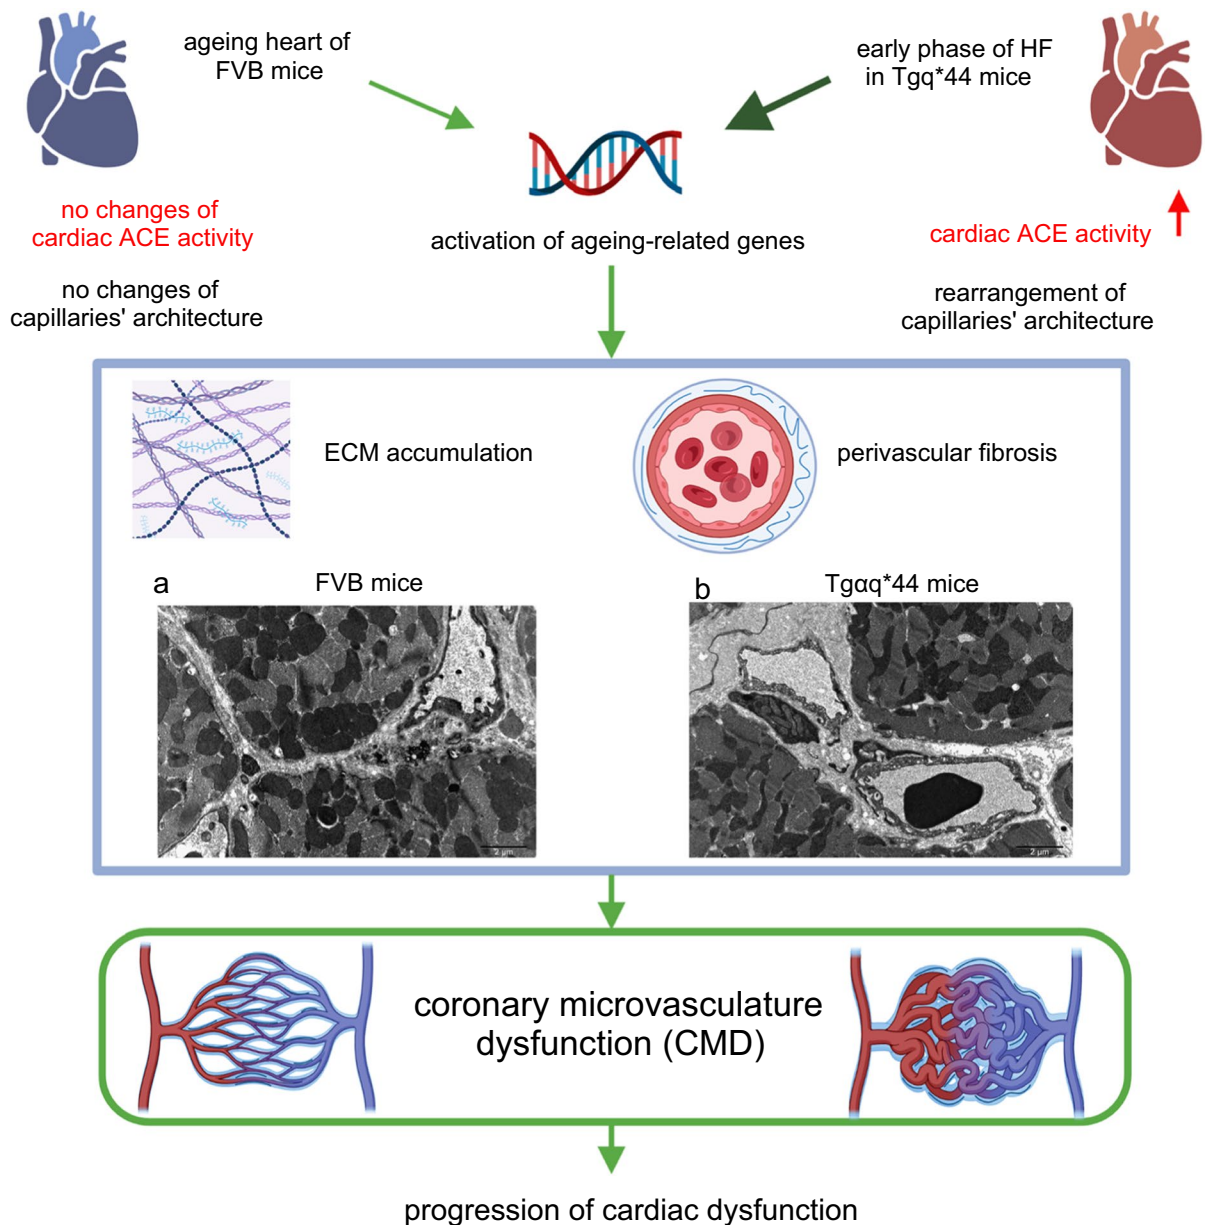 ageing heart of
FVB mice
early phase of HF
in Tgq*44 mice
no changes of
cardiac ACE activity
activation of ageing-related genes
cardiac ACE activity
no changes of
capillaries' architecture
rearrangement of
capillaries' architecture
ECM accumulation
perivascular fibrosis
a
FVB mice
b
Tgαq*44 mice
2 µm
2 µm
coronary microvasculature
dysfunction (CMD)
progression of cardiac dysfunction